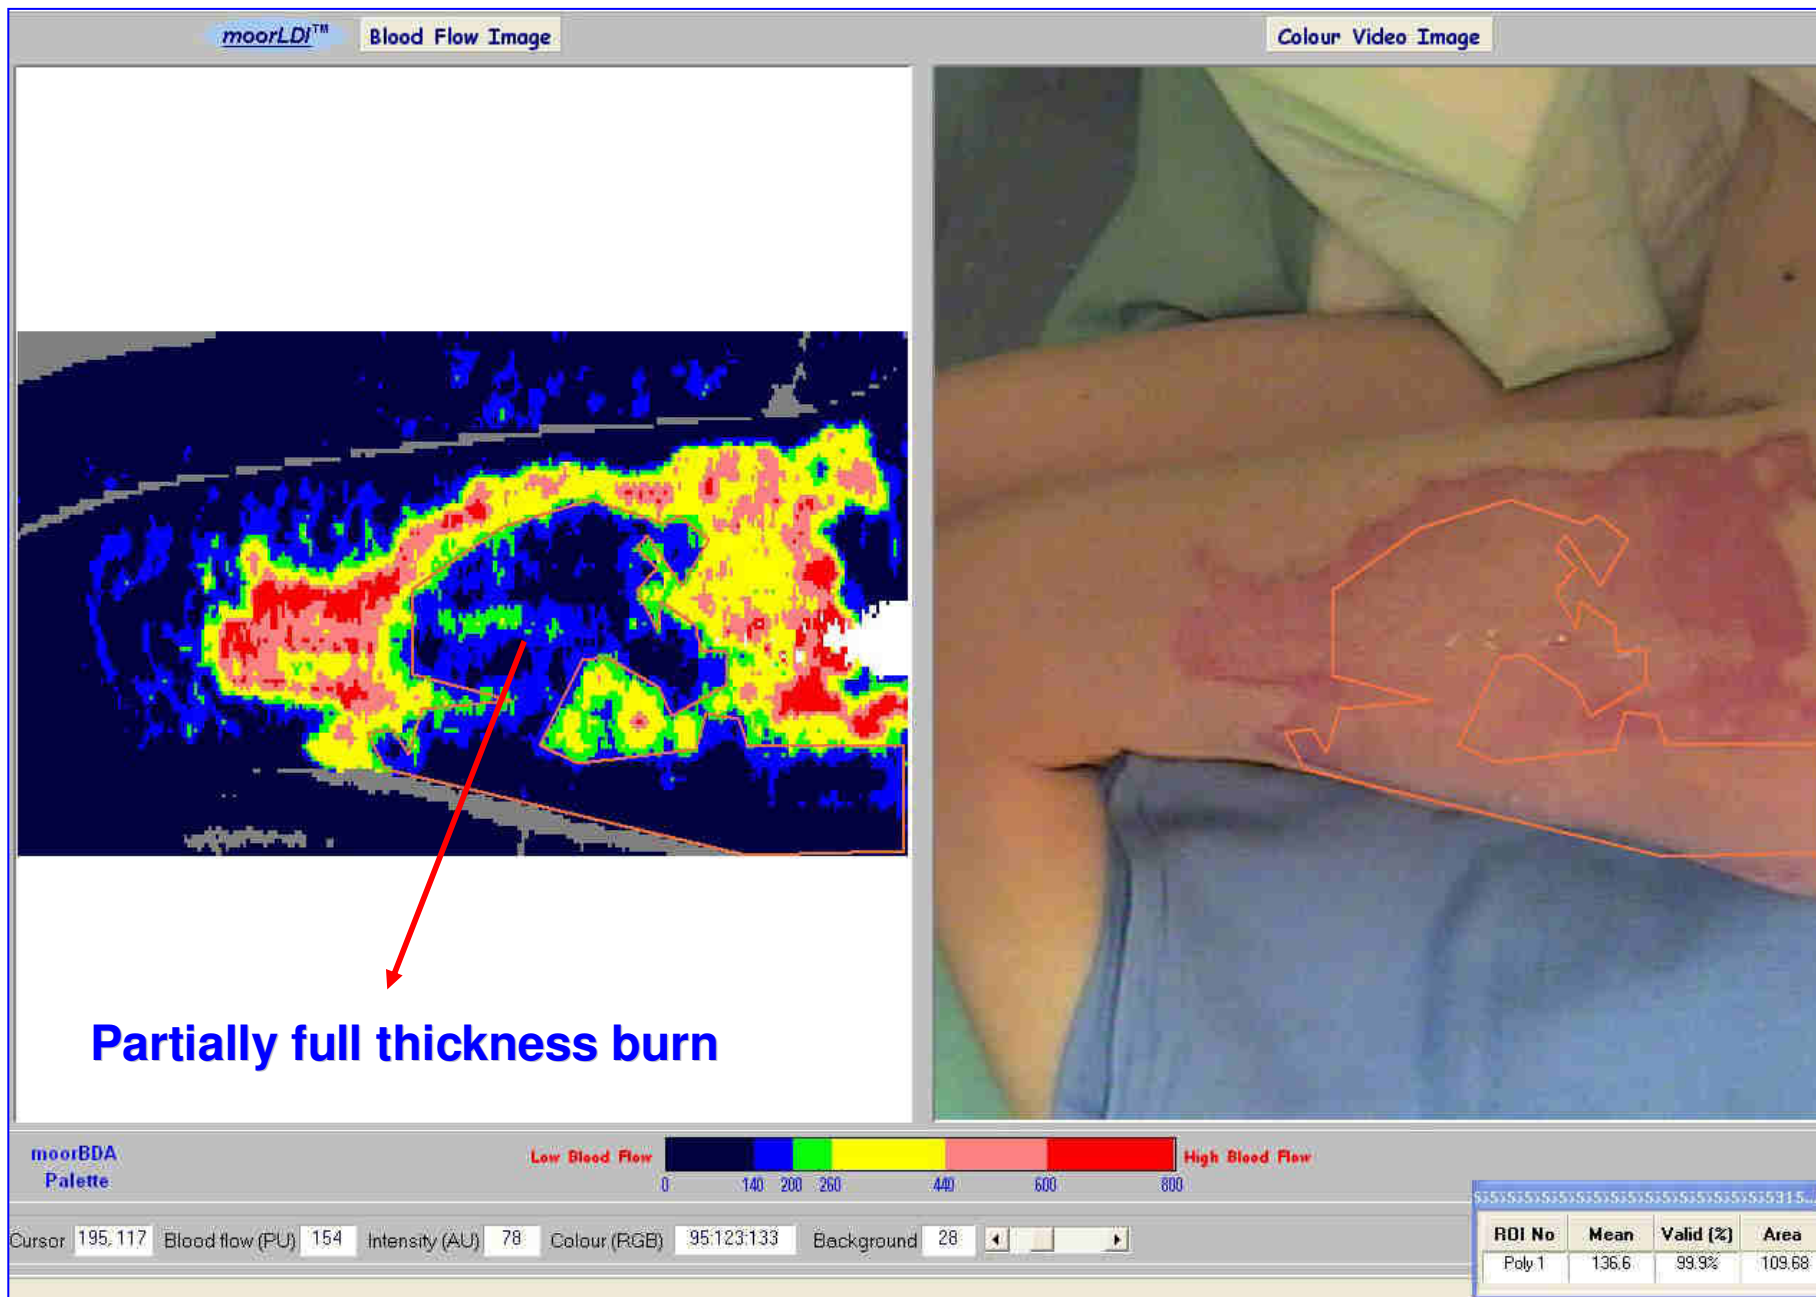 moorLDI™ Blood Flow Image Colour Video Image
Partially full thickness burn
moorBDA
Palette
Low Blood Flow High Blood Flow
0 140 200 260 440 600 800
Cursor 195, 117 Blood flow (PU) 154 Intensity (AU) 78 Colour (RGB) 95:123:133 Background 28
ROI No Mean Valid (%) Area
Poly 1 136.6 99.9% 109.68